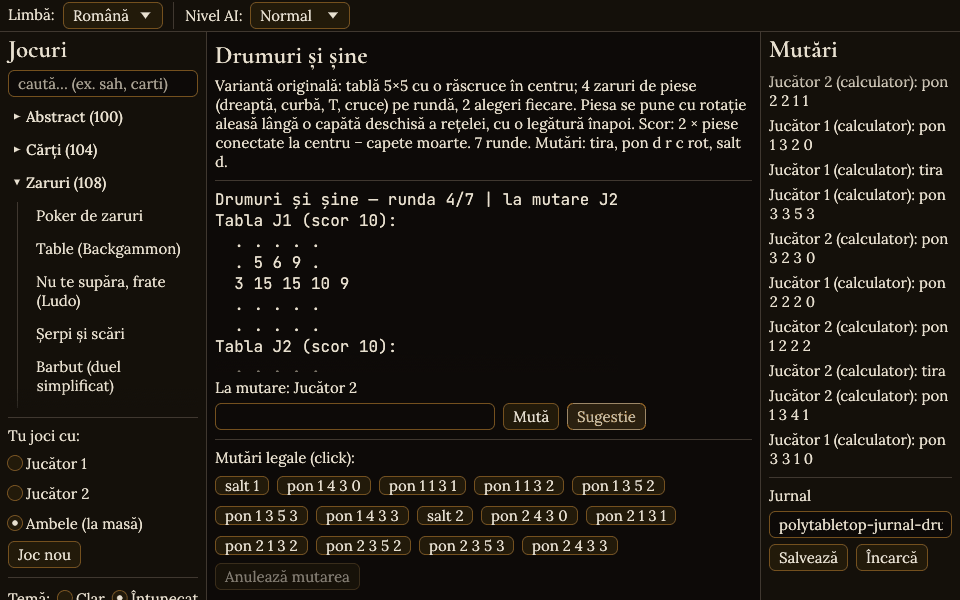 Limbă: Română ▼ Nivel AI: Normal ▼
Jocuri
caută... (ex. sah, carti)
▸ Abstract (100)
▸ Cărți (104)
▾ Zaruri (108)
Poker de zaruri
Table (Backgammon)
Nu te supăra, frate
(Ludo)
Șerpi și scări
Barbut (duel
simplificat)
Tu joci cu:
Jucător 1
Jucător 2
Ambele (la masă)
Joc nou
Temă: Clar Întunecat
Drumuri și șine
Variantă originală: tablă 5×5 cu o răscruce în centru; 4 zaruri de piese
(dreaptă, curbă, T, cruce) pe rundă, 2 alegeri fiecare. Piesa se pune cu rotație
aleasă lângă o capătă deschisă a rețelei, cu o legătură înapoi. Scor: 2 × piese
conectate la centru − capete moarte. 7 runde. Mutări: tira, pon d r c rot, salt
d.
Drumuri și șine — runda 4/7 | la mutare J2
Tabla J1 (scor 10):
. . . . .
. 5 6 9 .
3 15 15 10 9
. . . . .
. . . . .
Tabla J2 (scor 10):
. . . . .
La mutare: Jucător 2
Mută Sugestie
Mutări legale (click):
salt 1 pon 1 4 3 0 pon 1 1 3 1 pon 1 1 3 2 pon 1 3 5 2
pon 1 3 5 3 pon 1 4 3 3 salt 2 pon 2 4 3 0 pon 2 1 3 1
pon 2 1 3 2 pon 2 3 5 2 pon 2 3 5 3 pon 2 4 3 3
Anulează mutarea
Mutări
Jucător 2 (calculator): pon
2 2 1 1
Jucător 1 (calculator): pon
1 3 2 0
Jucător 1 (calculator): tira
Jucător 1 (calculator): pon
3 3 5 3
Jucător 2 (calculator): pon
3 2 3 0
Jucător 1 (calculator): pon
2 2 2 0
Jucător 2 (calculator): pon
1 2 2 2
Jucător 2 (calculator): tira
Jucător 2 (calculator): pon
1 3 4 1
Jucător 1 (calculator): pon
3 3 1 0
Jurnal
polytabletop-jurnal-dru
Salvează Încarcă